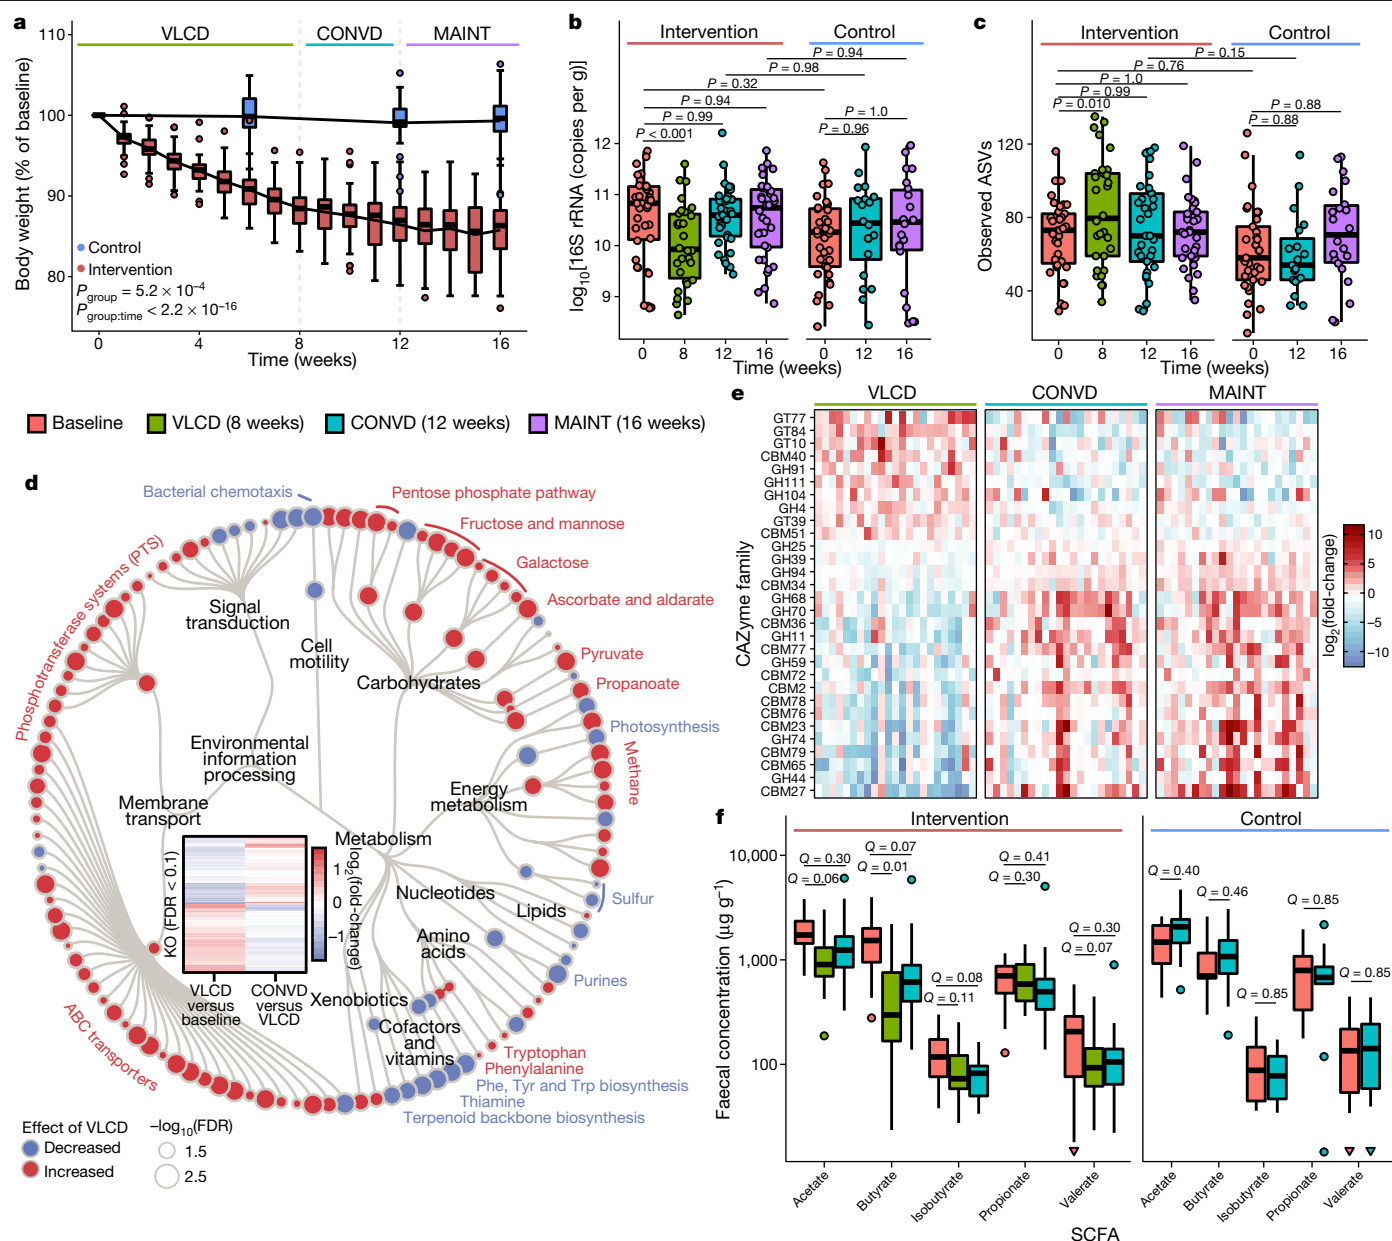 a
VLCD
CONVD
MAINT
110
100
90
80
Body weight (% of baseline)
Control
Intervention
P group = 5.2 × 10−4
P group:time < 2.2 × 10−16
0
4
8
12
16
Time (weeks)
b
Intervention
Control
P = 0.94
P = 0.98
P = 0.32
P = 0.94
P = 0.99
P < 0.001
P = 1.0
P = 0.96
12
11
10
9
log10[16S rRNA (copies per g)]
0
8
12
16
0
12
16
Time (weeks)
c
Intervention
Control
P = 0.15
P = 0.76
P = 1.0
P = 0.99
P = 0.010
P = 0.88
P = 0.88
120
80
40
Observed ASVs
0
8
12
16
0
12
16
Time (weeks)
Baseline
VLCD (8 weeks)
CONVD (12 weeks)
MAINT (16 weeks)
d
Bacterial chemotaxis
Pentose phosphate pathway
Fructose and mannose
Galactose
Ascorbate and aldarate
Pyruvate
Propanoate
Photosynthesis
Methane
Sulfur
Purines
Tryptophan
Phenylalanine
Phe, Tyr and Trp biosynthesis
Thiamine
Terpenoid backbone biosynthesis
ABC transporters
Phosphotransferase systems (PTS)
Signal
transduction
Cell
motility
Carbohydrates
Environmental
information
processing
Membrane
transport
Energy
metabolism
Metabolism
Nucleotides
Lipids
Amino
acids
Xenobiotics
Cofactors
and
vitamins
KO (FDR < 0.1)
VLCD
versus
baseline
CONVD
versus
VLCD
1
0
−1
log2(fold-change)
Effect of VLCD
Decreased
Increased
−log10(FDR)
1.5
2.5
e
VLCD
CONVD
MAINT
CAZyme family
GT77
GT84
GT10
CBM40
GH91
GH111
GH104
GH4
GT39
CBM51
GH25
GH39
GH94
CBM34
GH68
GH70
CBM36
GH11
CBM77
GH59
CBM72
CBM2
CBM78
CBM76
CBM23
GH74
CBM79
CBM65
GH44
CBM27
log2(fold-change)
10
5
0
−5
−10
f
Intervention
Control
Q = 0.30
Q = 0.06
Q = 0.07
Q = 0.01
Q = 0.08
Q = 0.11
Q = 0.41
Q = 0.30
Q = 0.30
Q = 0.07
Q = 0.40
Q = 0.46
Q = 0.85
Q = 0.85
Q = 0.85
10,000
1,000
100
Faecal concentration (µg g−1)
Acetate
Butyrate
Isobutyrate
Propionate
Valerate
Acetate
Butyrate
Isobutyrate
Propionate
Valerate
SCFA